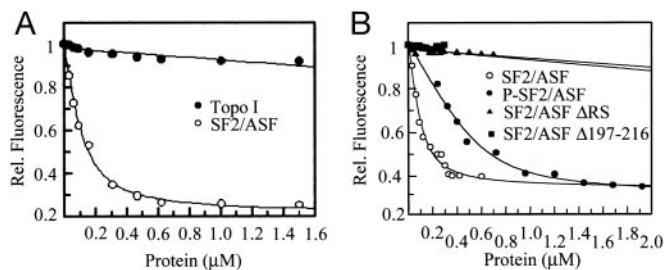 A
B
Rel. Fluorescence
1
0.8
0.6
0.4
0.2
● Topo I
○ SF2/ASF
0.2 0.4 0.6 0.8 1.0 1.2 1.4 1.6
Protein (μM)
Rel. Fluorescence
1
0.8
0.6
0.4
0.2
○ SF2/ASF
● P-SF2/ASF
▲ SF2/ASF ΔRS
■ SF2/ASF Δ197-216
0.2 0.4 0.6 0.8 1.0 1.2 1.4 1.6 1.8 2.0
Protein (μM)